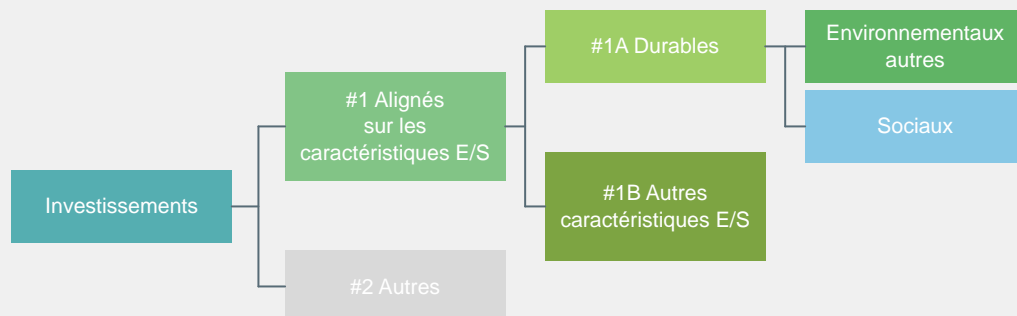 Investissements
#1 Alignés
sur les
caractéristiques E/S
#2 Autres
#1A Durables
#1B Autres
caractéristiques E/S
Environnementaux
autres
Sociaux